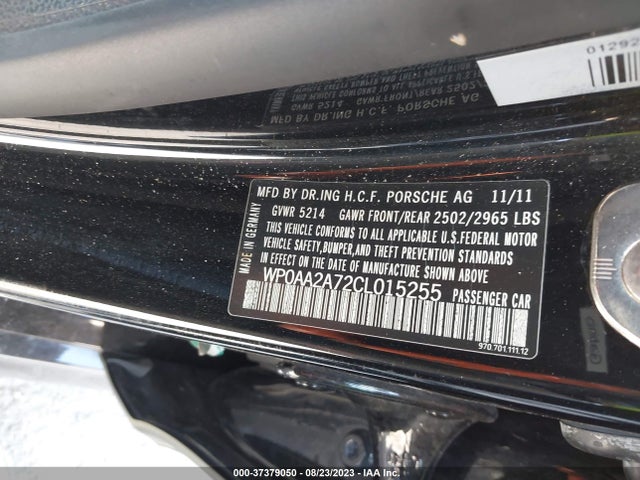 01292
MFD BY DR.ING H.C.F. PORSCHE AG 11/11
GVWR 5214 GAWR FRONT/REAR 2502/2965 LBS
THIS VEHICLE CONFORMS TO ALL APPLICABLE U.S.FEDERAL MOTOR
VEHICLE SAFETY,BUMPER,AND THEFT PREVENTION STANDARDS
IN EFFECT ON THE DATE OF MANUFACTURE SHOWN ABOVE
WP0AA2A72CL015255 PASSENGER CAR
MADE IN GERMANY
970.701.111.12
000-37379050 - 08/23/2023 - IAA Inc.